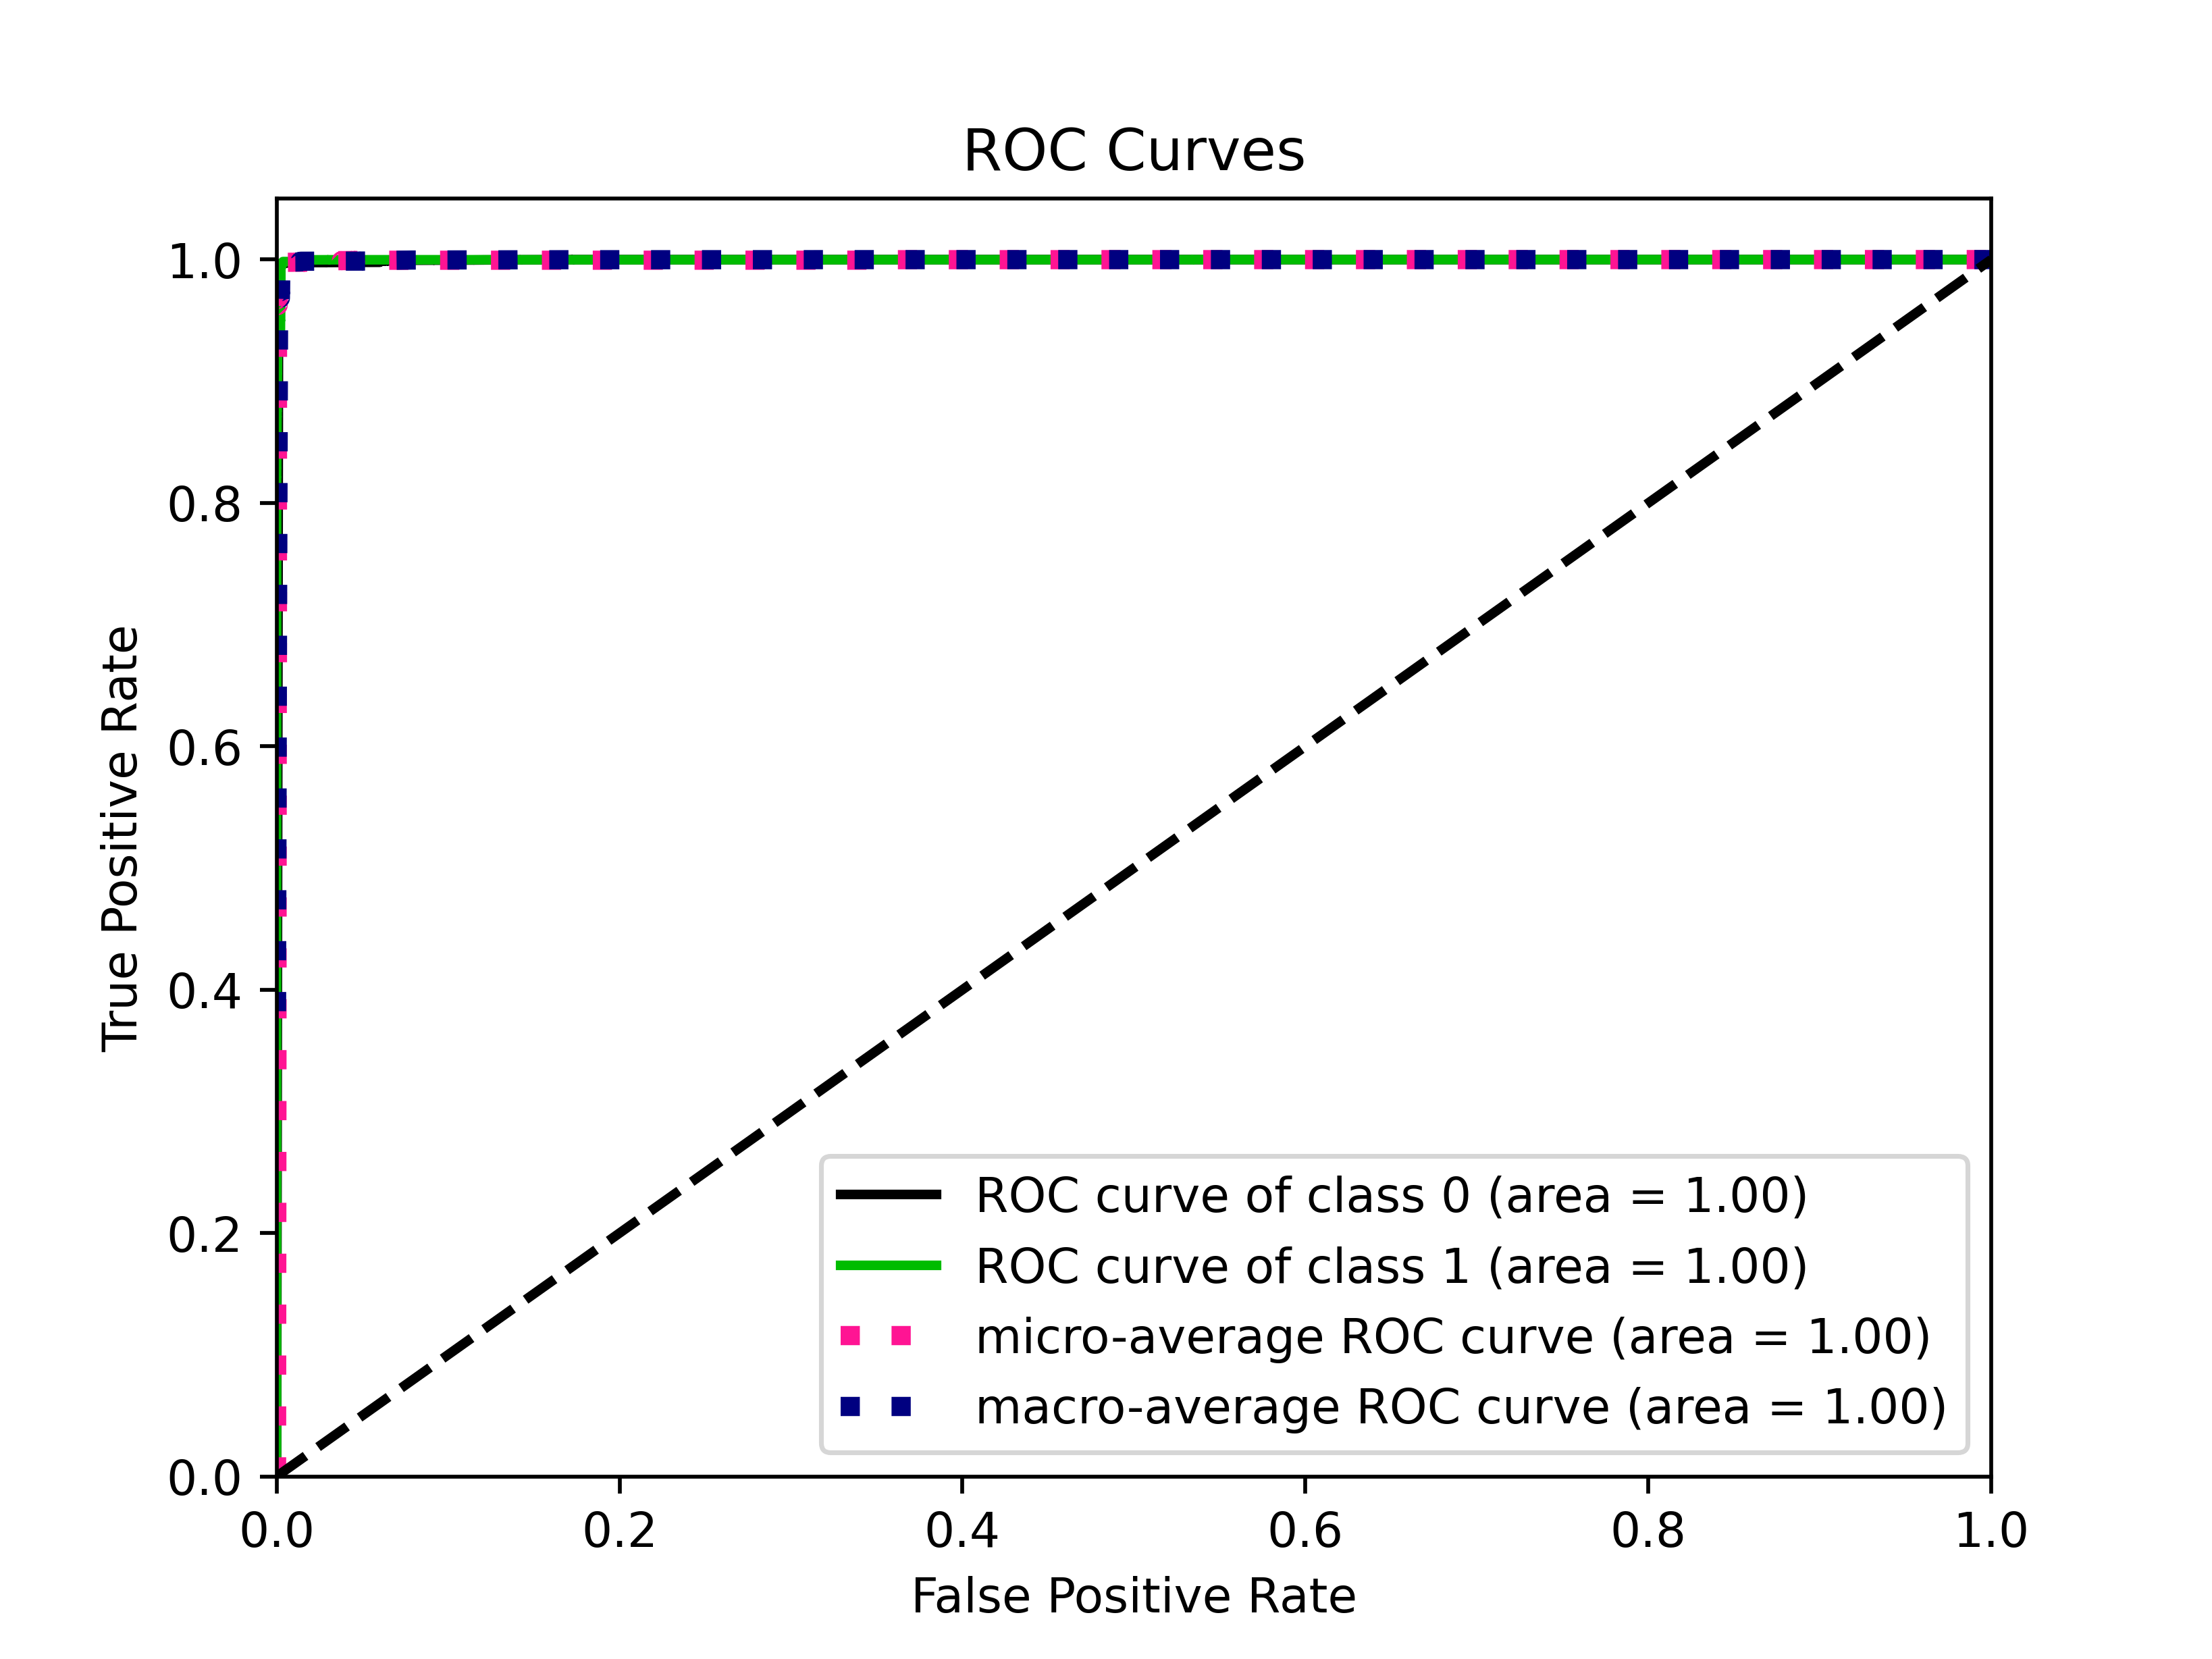 ROC Curves
True Positive Rate
1.0
0.8
0.6
0.4
0.2
0.0
ROC curve of class 0 (area = 1.00)
ROC curve of class 1 (area = 1.00)
micro-average ROC curve (area = 1.00)
macro-average ROC curve (area = 1.00)
0.0 0.2 0.4 0.6 0.8 1.0
False Positive Rate